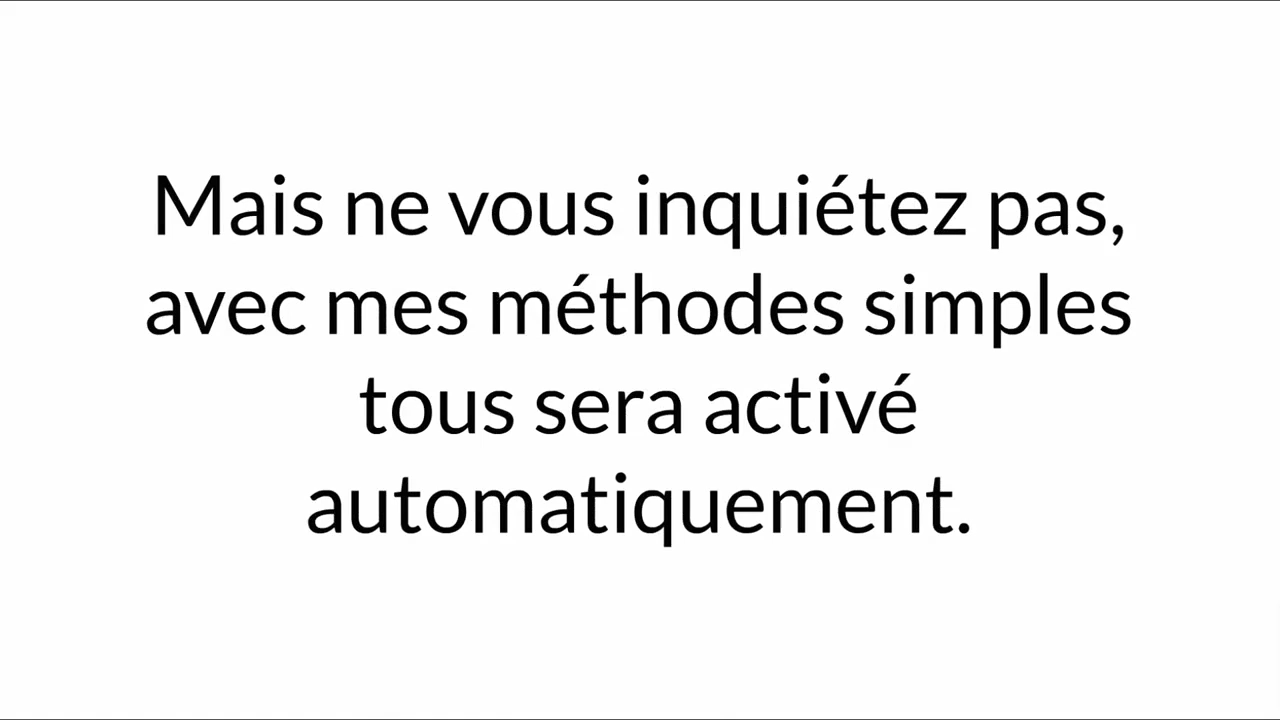 Mais ne vous inquiétez pas,
avec mes méthodes simples
tous sera activé
automatiquement.